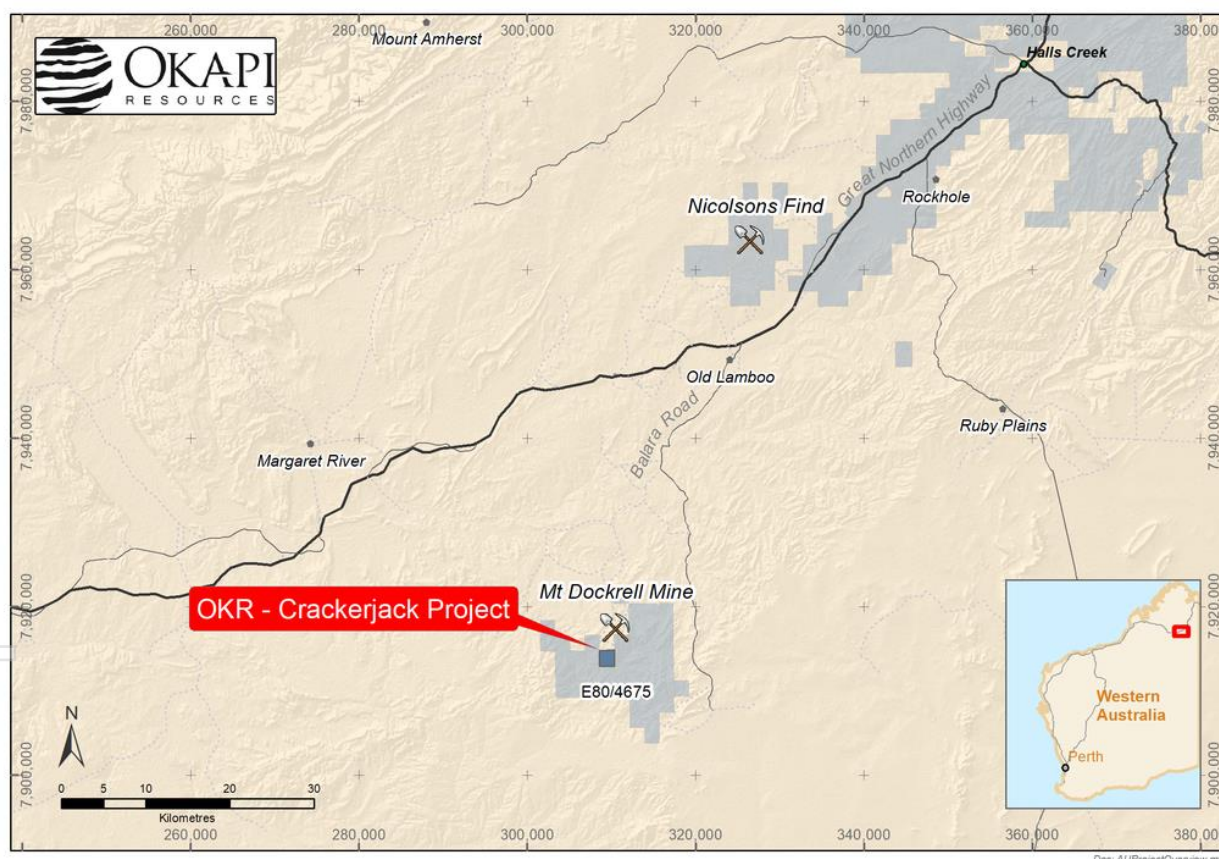 260,000
280,000
300,000
320,000
340,000
360,000
380,000
Mount Amherst
Halls Creek
OKAPI
RESOURCES
7,980,000
7,980,000
Great Northern Highway
Rockhole
Nicolsons Find
7,960,000
7,960,000
Old Lamboo
Balara Road
Ruby Plains
7,940,000
7,940,000
Margaret River
Mt Dockrell Mine
OKR - Crackerjack Project
7,920,000
7,920,000
E80/4675
Western
Australia
Perth
N
7,900,000
7,900,000
0 5 10 20 30
Kilometres
260,000
280,000
300,000
320,000
340,000
360,000
380,000